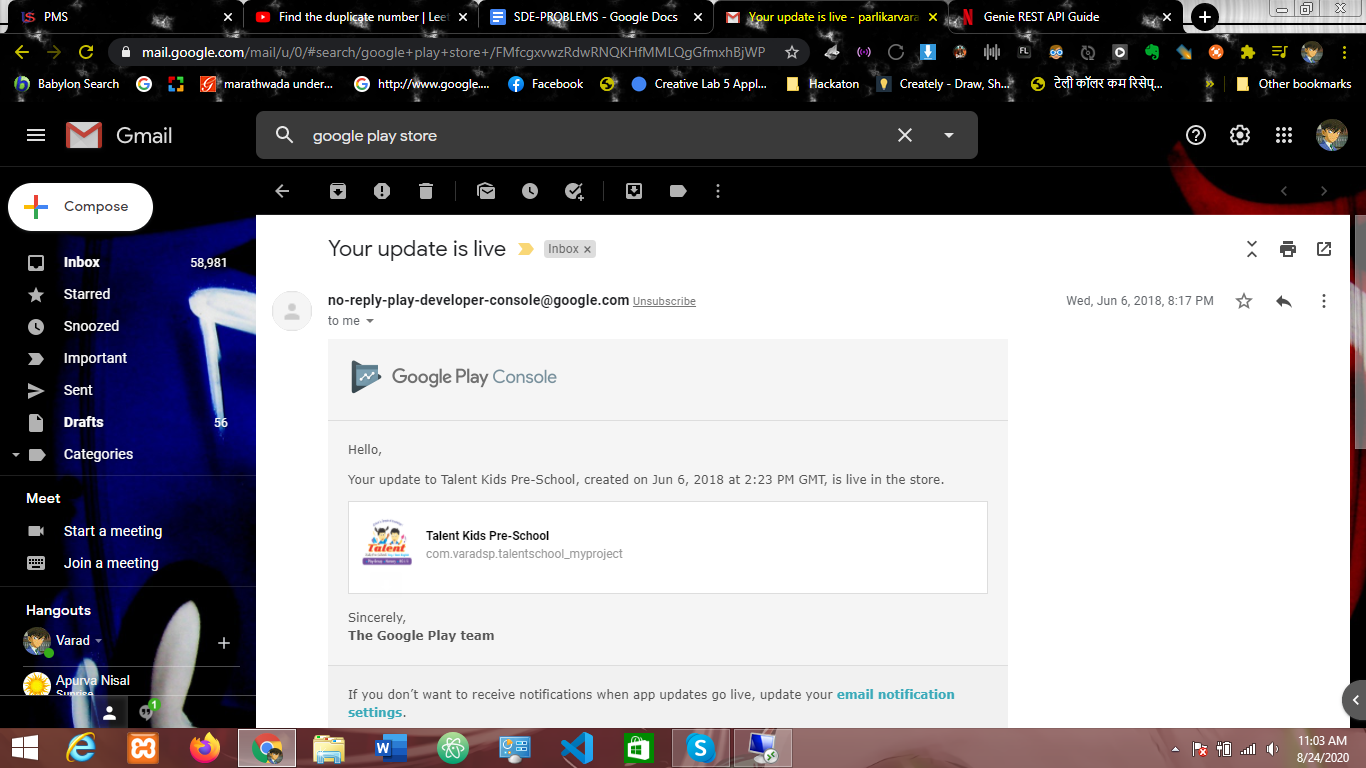 PMS
Find the duplicate number | Lee
SDE-PROBLEMS - Google Docs
Your update is live - parlikarvara
Genie REST API Guide
mail.google.com/mail/u/0/#search/google+play+store+/FMfcgxvwzRdwRNQKHfMMLQgGfmxhBjWP
Babylon Search
marathwada under...
http://www.google....
Facebook
Creative Lab 5 Appl...
Hackaton
Creately - Draw, Sh...
टेली कॉलर कम रिसेप्...
»
Other bookmarks
Gmail
google play store
Compose
Your update is live
Inbox
Inbox 58,981
Starred
Snoozed
Important
Sent
Drafts 56
Categories
no-reply-play-developer-console@google.com Unsubscribe
Wed, Jun 6, 2018, 8:17 PM
to me
Google Play Console
Hello,
Your update to Talent Kids Pre-School, created on Jun 6, 2018 at 2:23 PM GMT, is live in the store.
Talent
Talent Kids Pre-School
com.varadsp.talentschool_myproject
Sincerely,
The Google Play team
If you don't want to receive notifications when app updates go live, update your email notification
settings.
Meet
Start a meeting
Join a meeting
Hangouts
Varad
Apurva Nisal
Sunrise
1
11:03 AM
8/24/2020